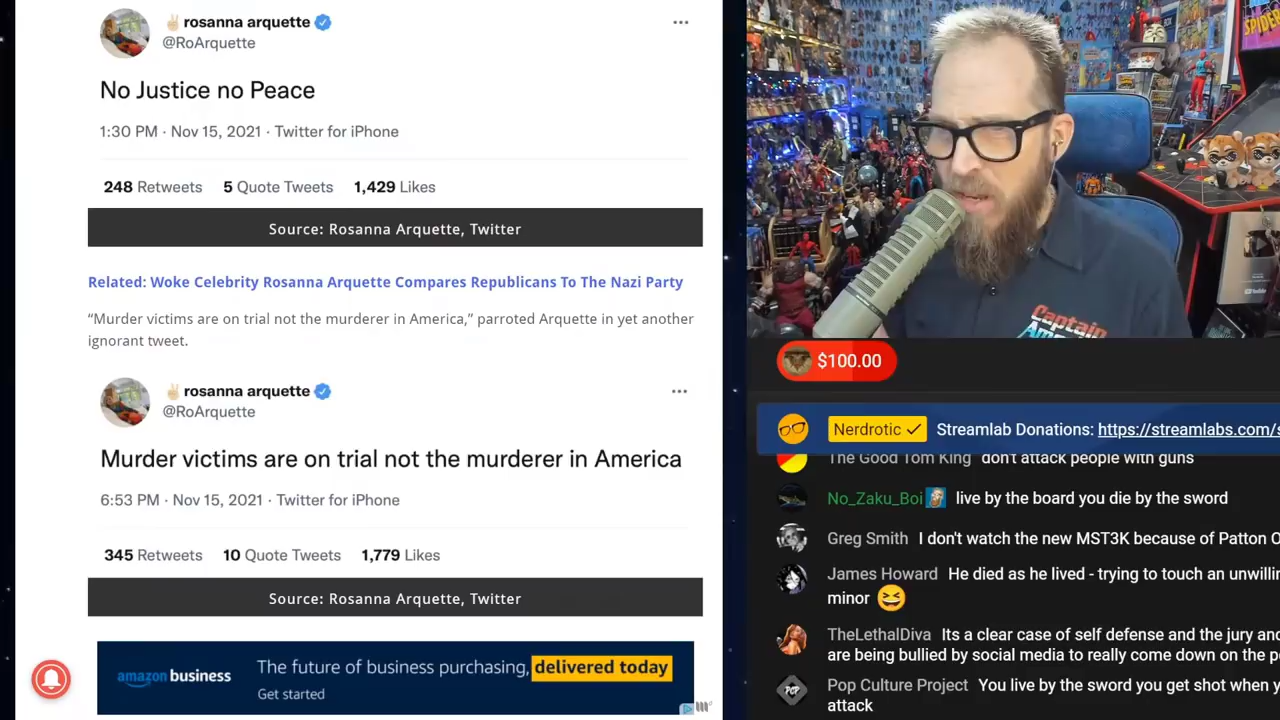 rosanna arquette
@RoArquette
No Justice no Peace
1:30 PM · Nov 15, 2021 · Twitter for iPhone
248 Retweets 5 Quote Tweets 1,429 Likes
Source: Rosanna Arquette, Twitter
Related: Woke Celebrity Rosanna Arquette Compares Republicans To The Nazi Party
“Murder victims are on trial not the murderer in America,” parroted Arquette in yet another
ignorant tweet.
rosanna arquette
@RoArquette
Murder victims are on trial not the murderer in America
6:53 PM · Nov 15, 2021 · Twitter for iPhone
345 Retweets 10 Quote Tweets 1,779 Likes
Source: Rosanna Arquette, Twitter
amazon business
The future of business purchasing, delivered today
Get started
SPIDER
Captain
$100.00
Nerdrotic Streamlab Donations: https://streamlabs.com/s
The Good Tom King don't attack people with guns
No_Zaku_Boi live by the board you die by the sword
Greg Smith I don't watch the new MST3K because of Patton O
James Howard He died as he lived - trying to touch an unwillin
minor
TheLethalDiva Its a clear case of self defense and the jury and
are being bullied by social media to really come down on the p
Pop Culture Project You live by the sword you get shot when y
attack
POP